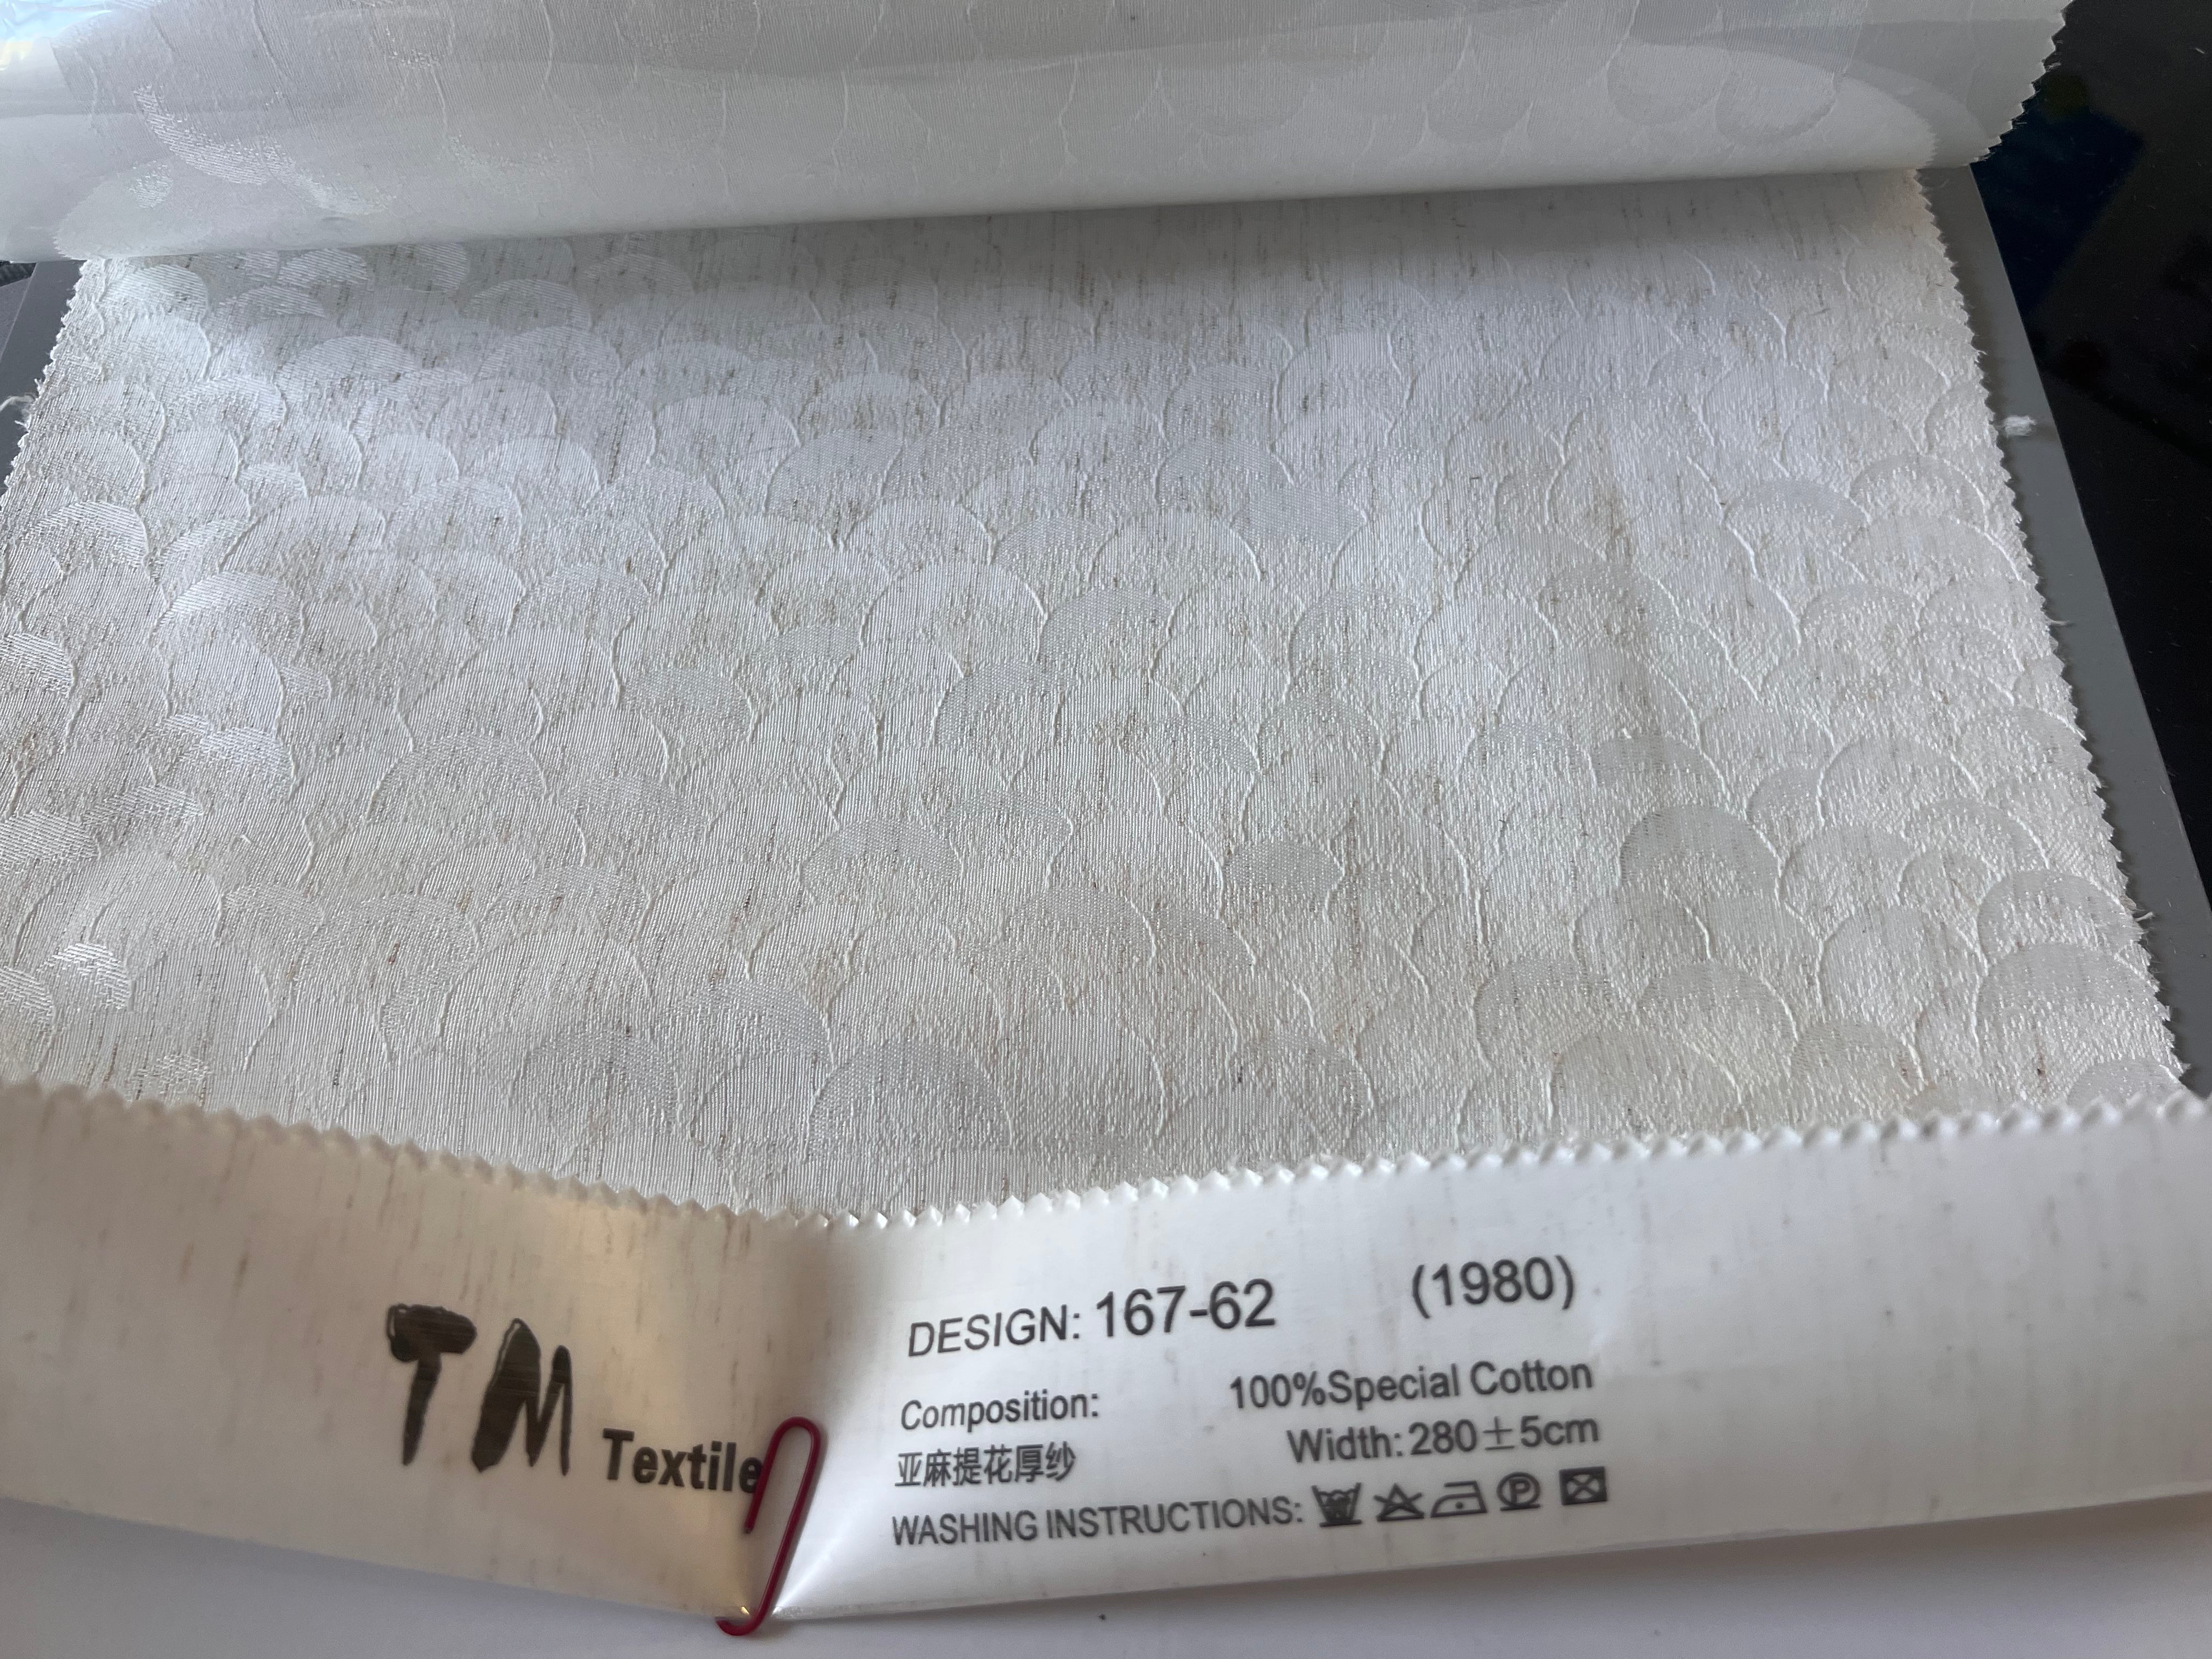 TM Textile
DESIGN: 167-62 (1980)
Composition: 100%Special Cotton
亚麻提花厚纱 Width: 280±5cm
WASHING INSTRUCTIONS: